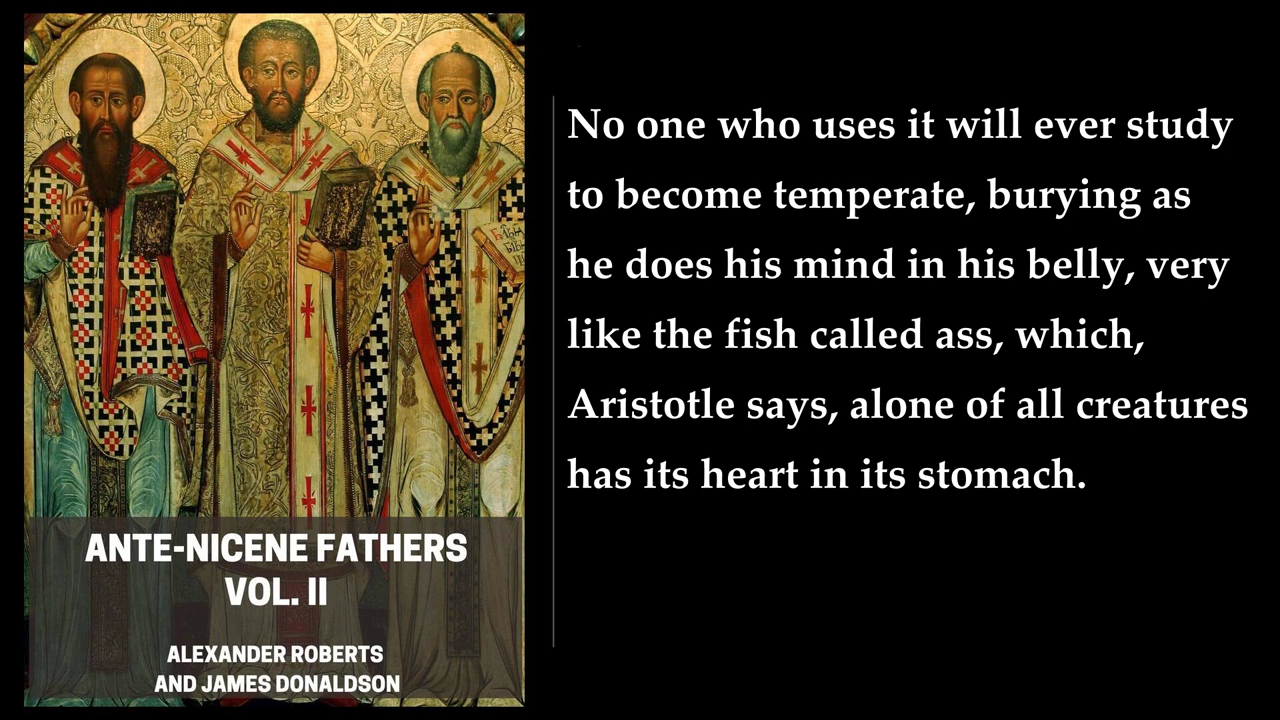 No one who uses it will ever study
to become temperate, burying as
he does his mind in his belly, very
like the fish called ass, which,
Aristotle says, alone of all creatures
has its heart in its stomach.
ANTE-NICENE FATHERS
VOL. II
ALEXANDER ROBERTS
AND JAMES DONALDSON